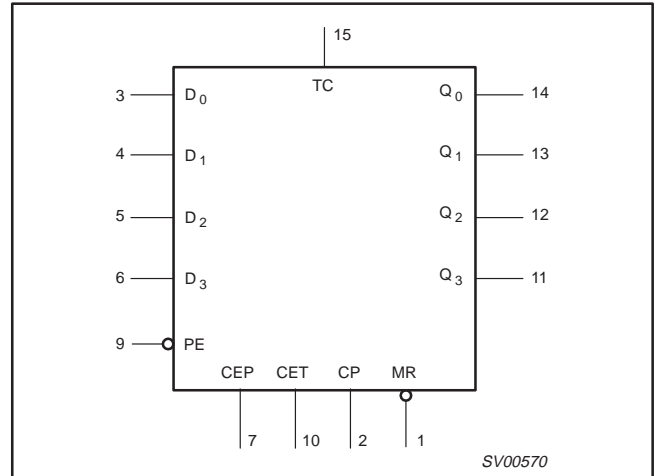 15
TC
3 D0 Q0 14
4 D1 Q1 13
5 D2 Q2 12
6 D3 Q3 11
9 PE
CEP CET CP MR
7 10 2 1
SV00570